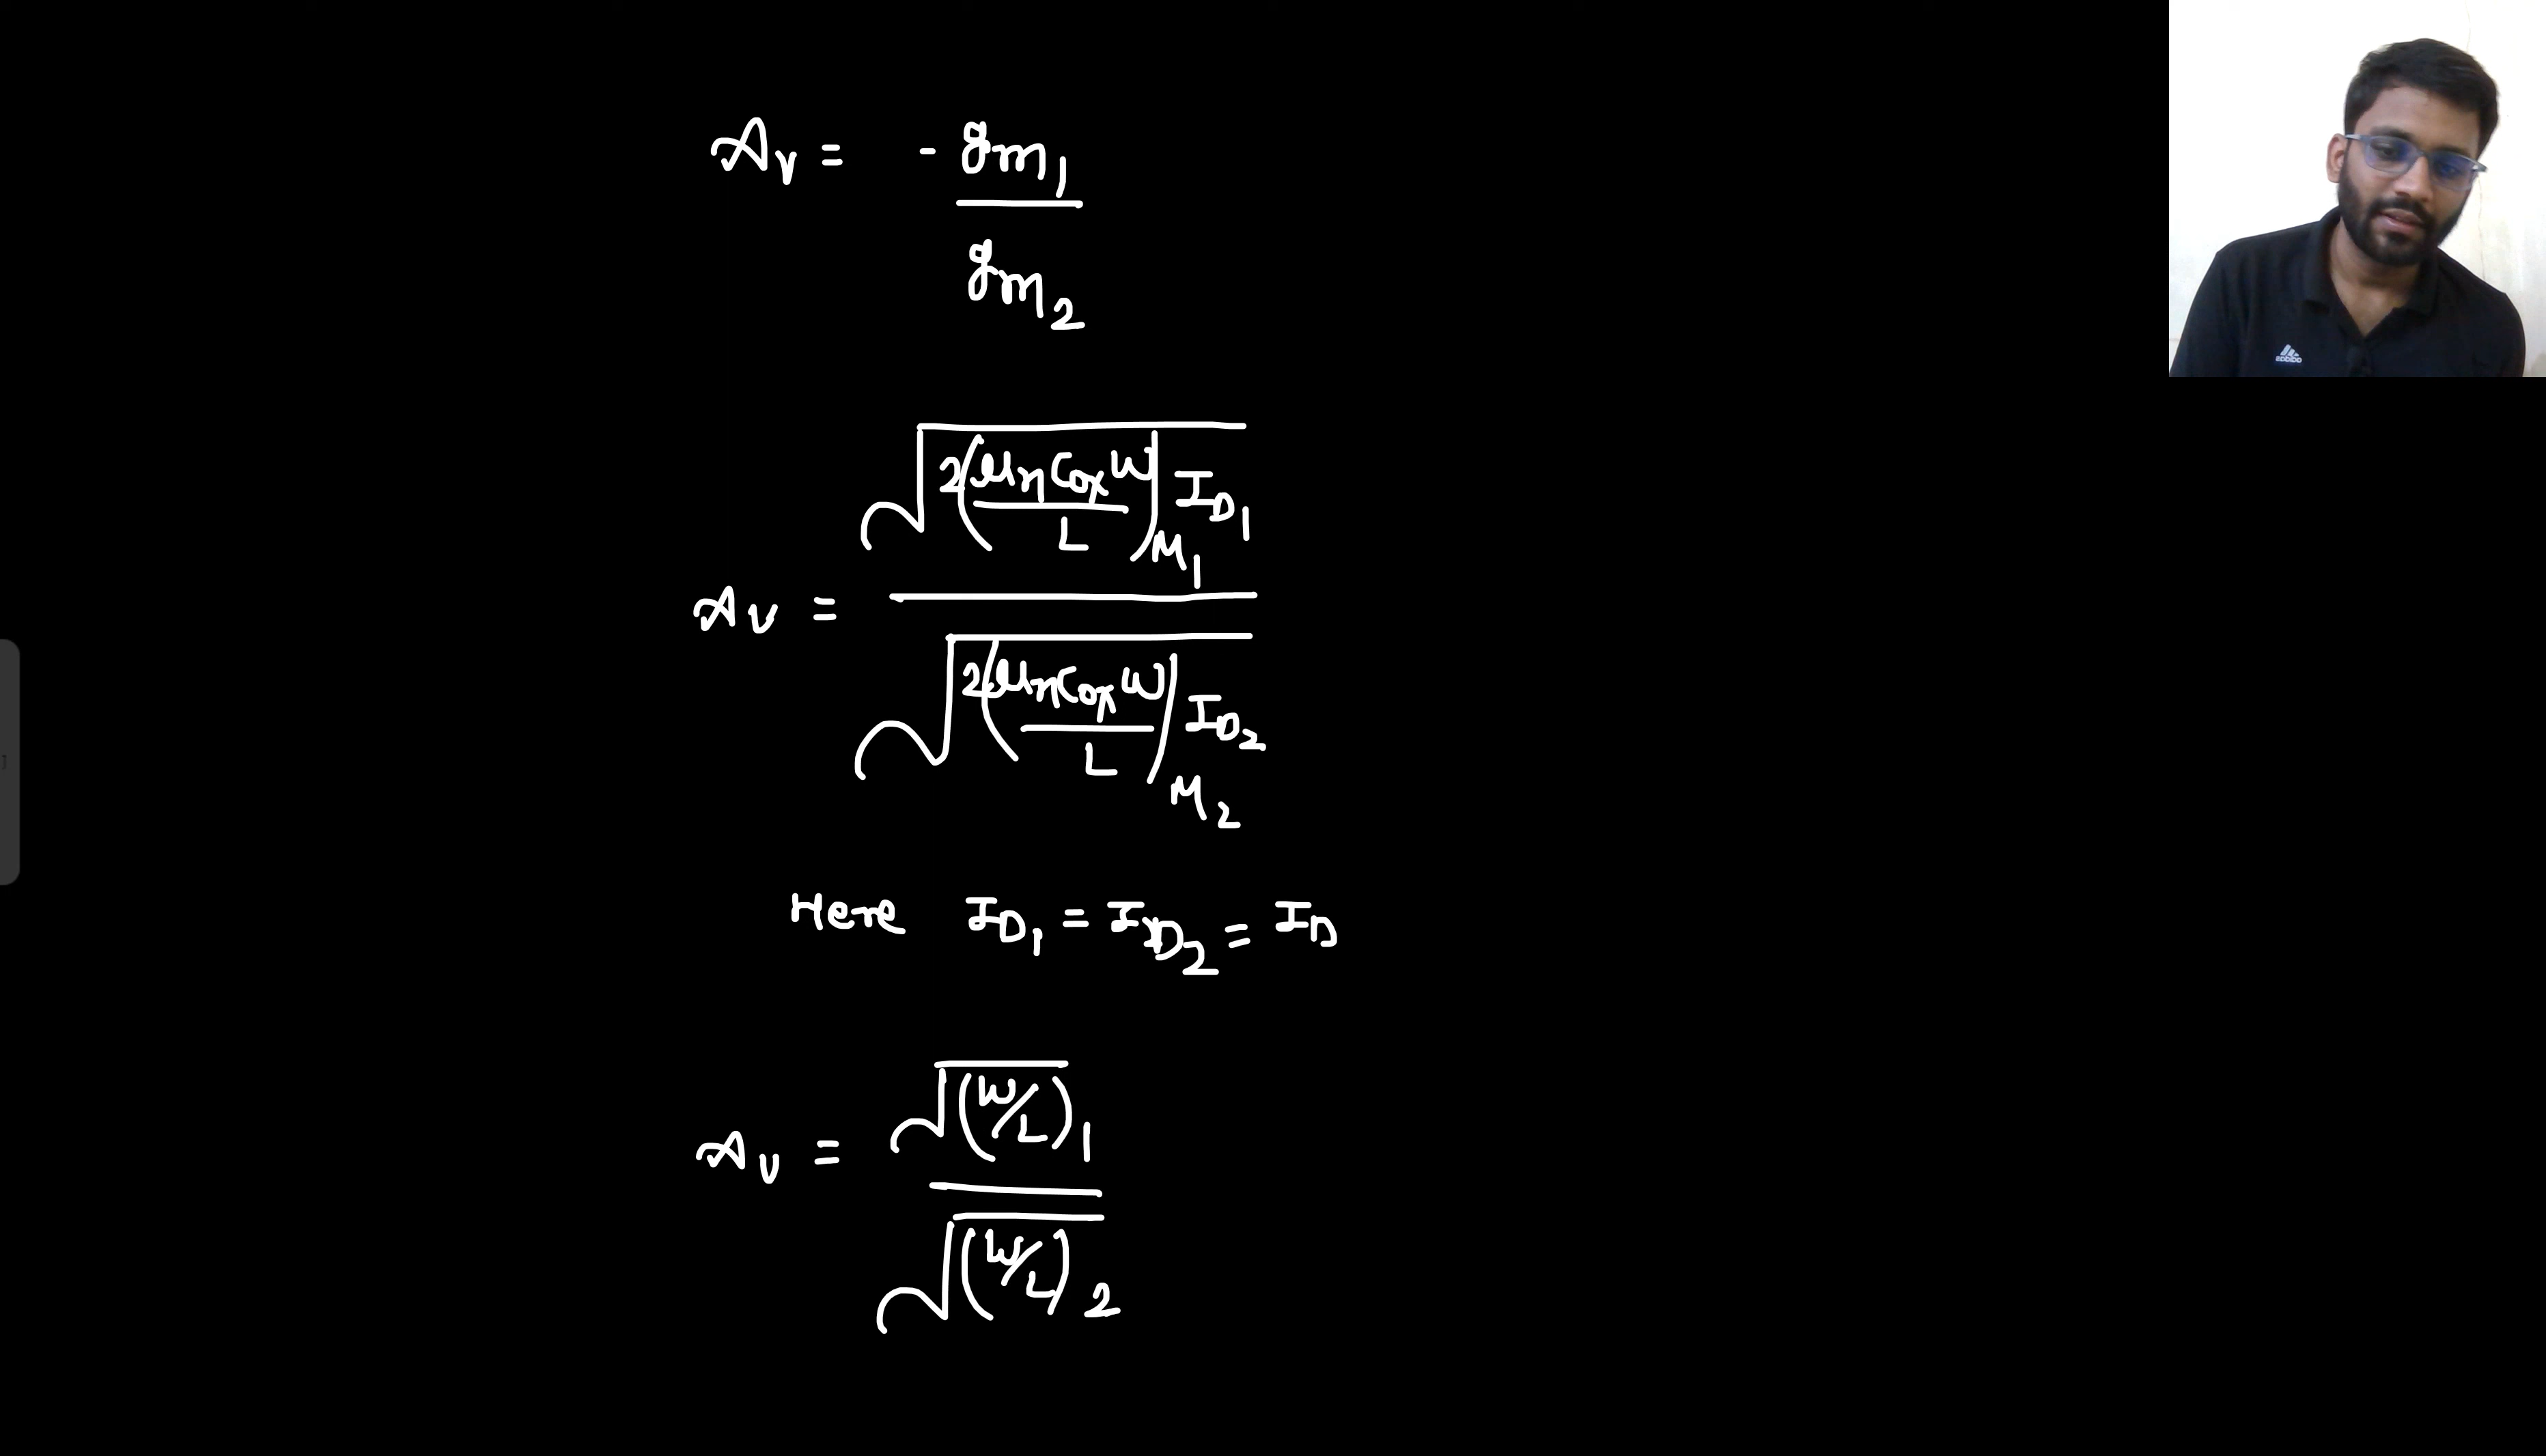 Av = - gm1 / gm2
Av = √(2(μnCoxW/L)|M1 ID1) / √(2(μnCoxW/L)|M2 ID2)
Here ID1 = ID2 = ID
Av = √(W/L)1 / √(W/L)2
adidas